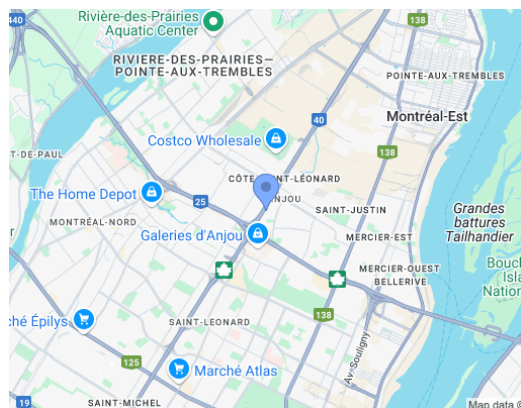 Rivière-des-Prairies
Aquatic Center
440
138
RIVIERE-DES-PRAIRIES—
POINTE-AUX-TREMBLES
POINTE-AUX-TREMBLES
40
Montréal-Est
Costco Wholesale
138
T-DE-PAUL
CÔTE-SAINT-LÉONARD
The Home Depot
25
ANJOU
SAINT-JUSTIN
Grandes
battures
Tailhandier
MONTRÉAL-NORD
Galeries d'Anjou
MERCIER-EST
MERCIER-OUEST
BELLERIVE
Bouch
Isla
Nation
138
ché Épilys
SAINT-LEONARD
Av. Souligny
125
Marché Atlas
19
SAINT-MICHEL
Map data ©